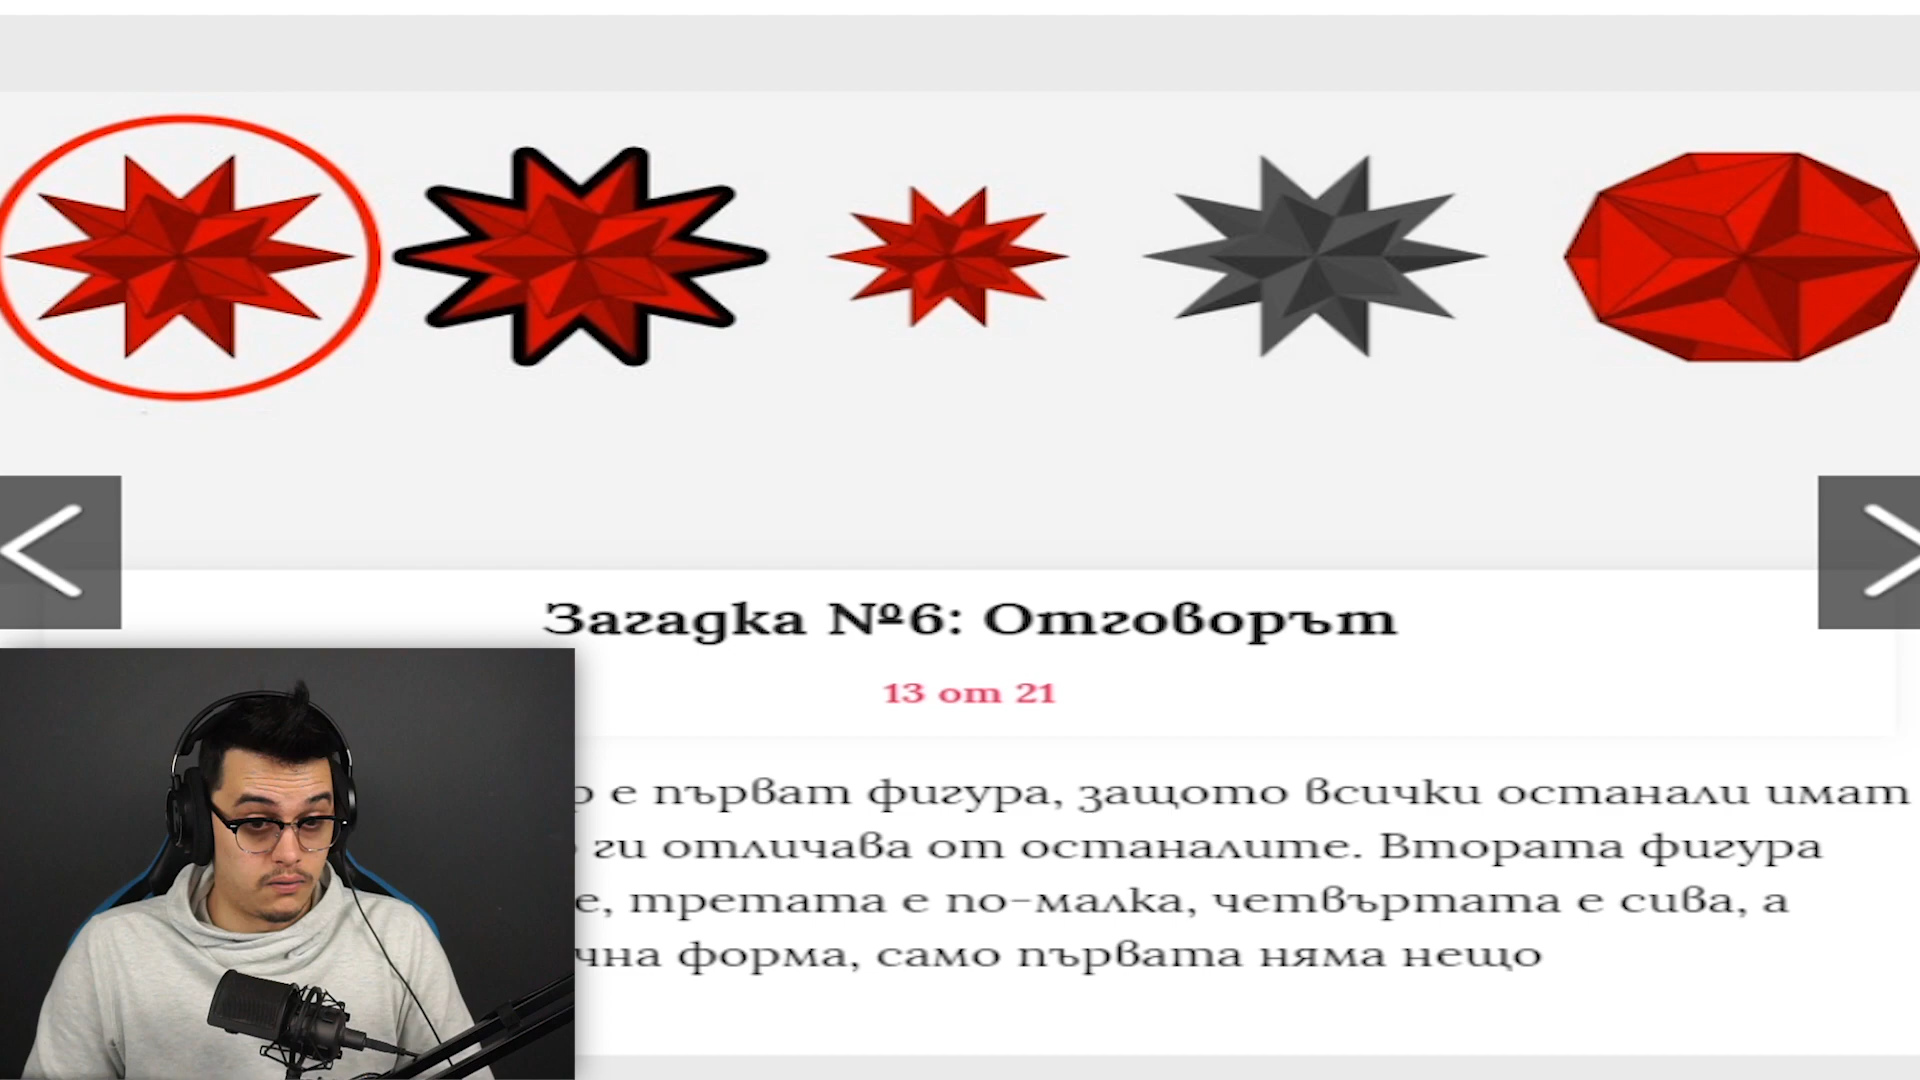 Загадка №6: Отговорът
13 от 21
е първат фигура, защото всички останали имат
ги отличава от останалите. Втората фигура
е, третата е по-малка, четвъртата е сива, а
чна форма, само първата няма нещо